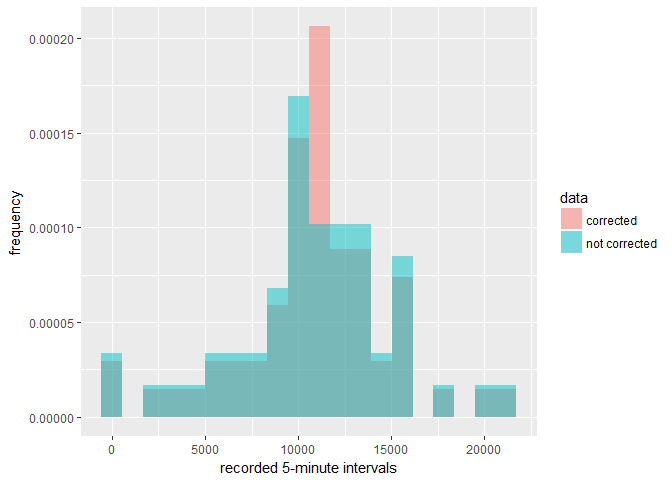 0.00020
0.00015
0.00010
0.00005
0.00000
frequency
0
5000
10000
15000
20000
recorded 5-minute intervals
data
corrected
not corrected